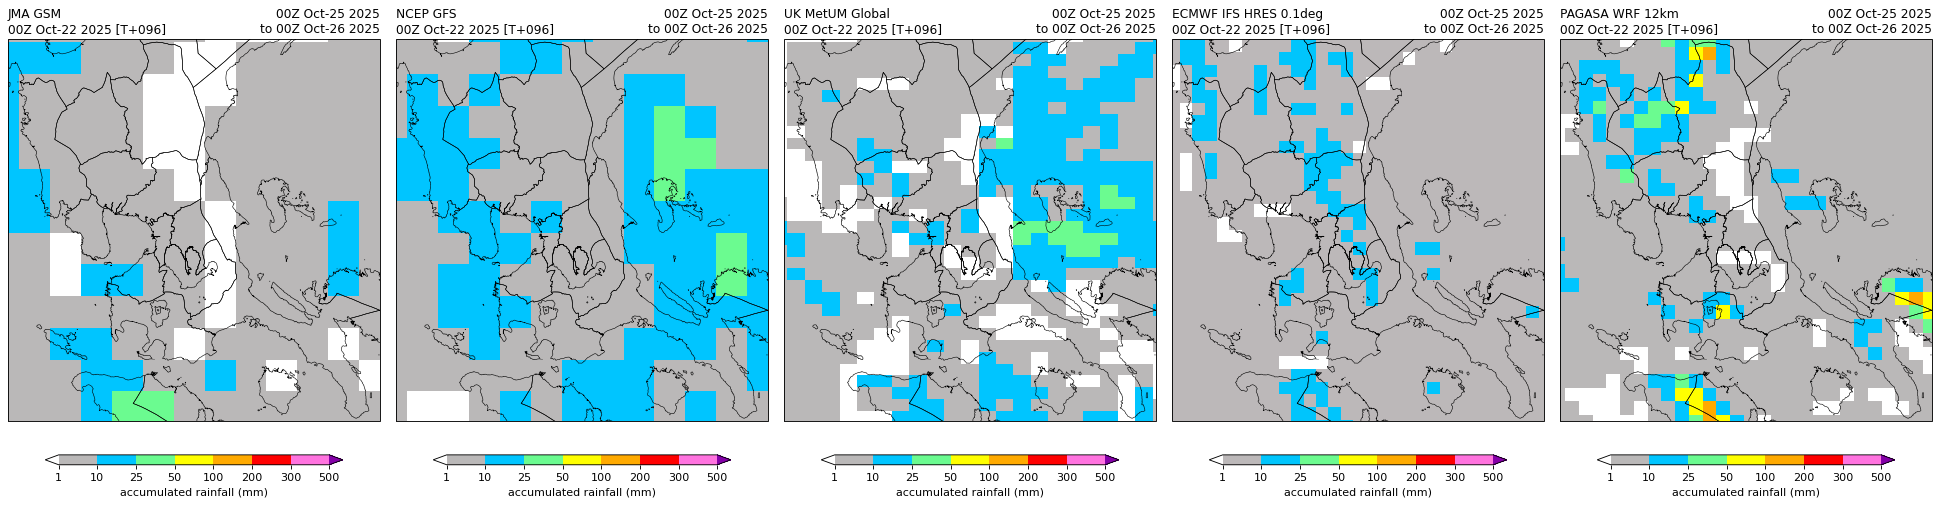 JMA GSM
00Z Oct-22 2025 [T+096]
00Z Oct-25 2025
to 00Z Oct-26 2025
NCEP GFS
00Z Oct-22 2025 [T+096]
00Z Oct-25 2025
to 00Z Oct-26 2025
UK MetUM Global
00Z Oct-22 2025 [T+096]
00Z Oct-25 2025
to 00Z Oct-26 2025
ECMWF IFS HRES 0.1deg
00Z Oct-22 2025 [T+096]
00Z Oct-25 2025
to 00Z Oct-26 2025
PAGASA WRF 12km
00Z Oct-22 2025 [T+096]
00Z Oct-25 2025
to 00Z Oct-26 2025
1 10 25 50 100 200 300 500
accumulated rainfall (mm)
1 10 25 50 100 200 300 500
accumulated rainfall (mm)
1 10 25 50 100 200 300 500
accumulated rainfall (mm)
1 10 25 50 100 200 300 500
accumulated rainfall (mm)
1 10 25 50 100 200 300 500
accumulated rainfall (mm)